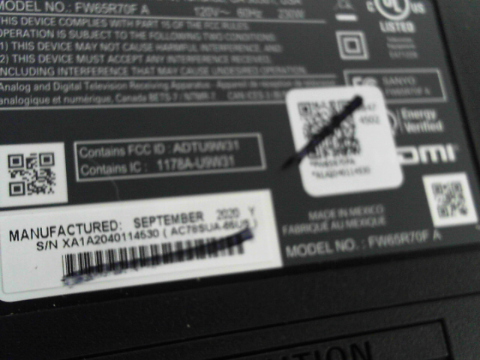 MODEL NO.: FW65R70F A 120V~ 60Hz 230W
THIS DEVICE COMPLIES WITH PART 15 OF THE FCC RULES.
OPERATION IS SUBJECT TO THE FOLLOWING TWO CONDITIONS:
(1) THIS DEVICE MAY NOT CAUSE HARMFUL INTERFERENCE, AND
(2) THIS DEVICE MUST ACCEPT ANY INTERFERENCE RECEIVED,
INCLUDING INTERFERENCE THAT MAY CAUSE UNDESIRED OPERATION.
UL
US
LISTED
Analog and Digital Television Receiving Apparatus
analogique et numérique, Canada
SANYO
Energy
Verified
Contains FCC ID : ADTU9W31
Contains IC : 1178A-U9W31
HDMI
MANUFACTURED: SEPTEMBER 2020 Y
S/N XA1A2040114530
MADE IN MEXICO
FABRIQUÉ AU MEXIQUE
MODEL NO.: FW65R70F A